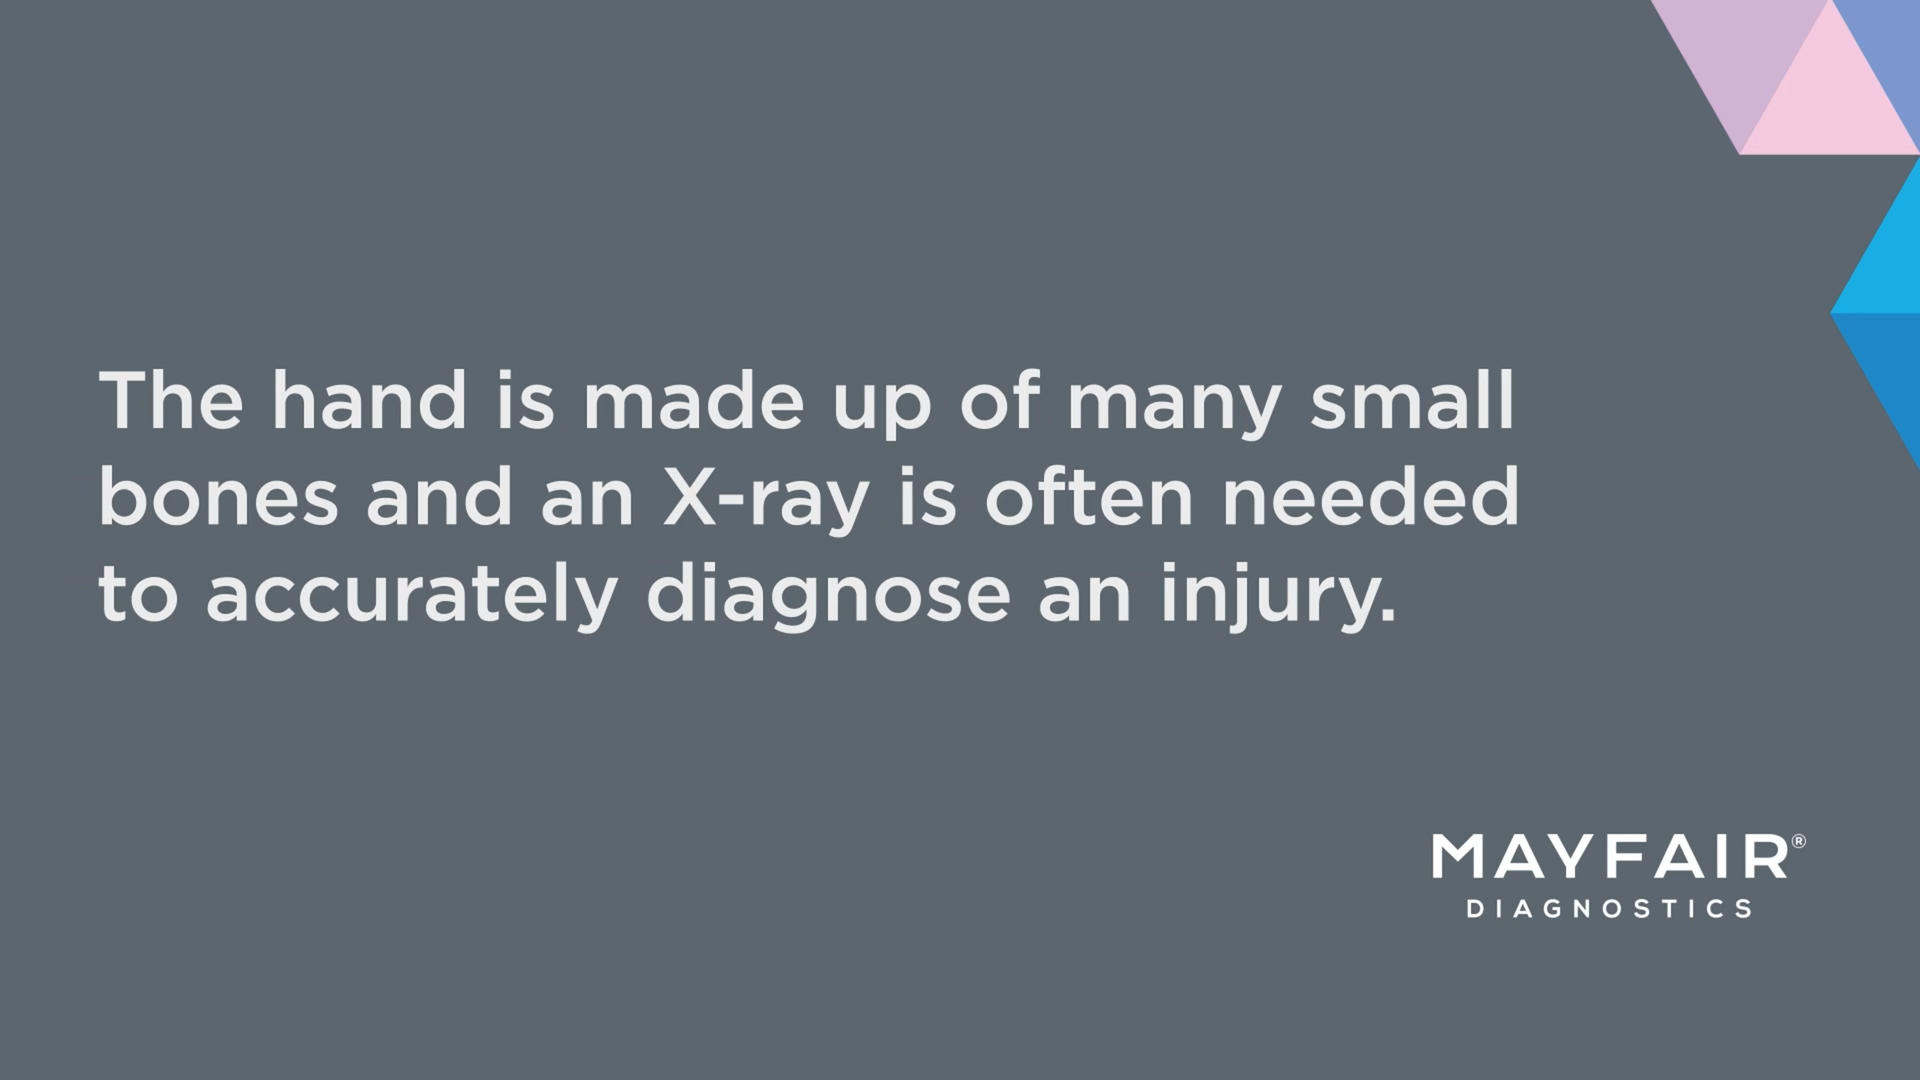 The hand is made up of many small
bones and an X-ray is often needed
to accurately diagnose an injury.
MAYFAIR®
DIAGNOSTICS